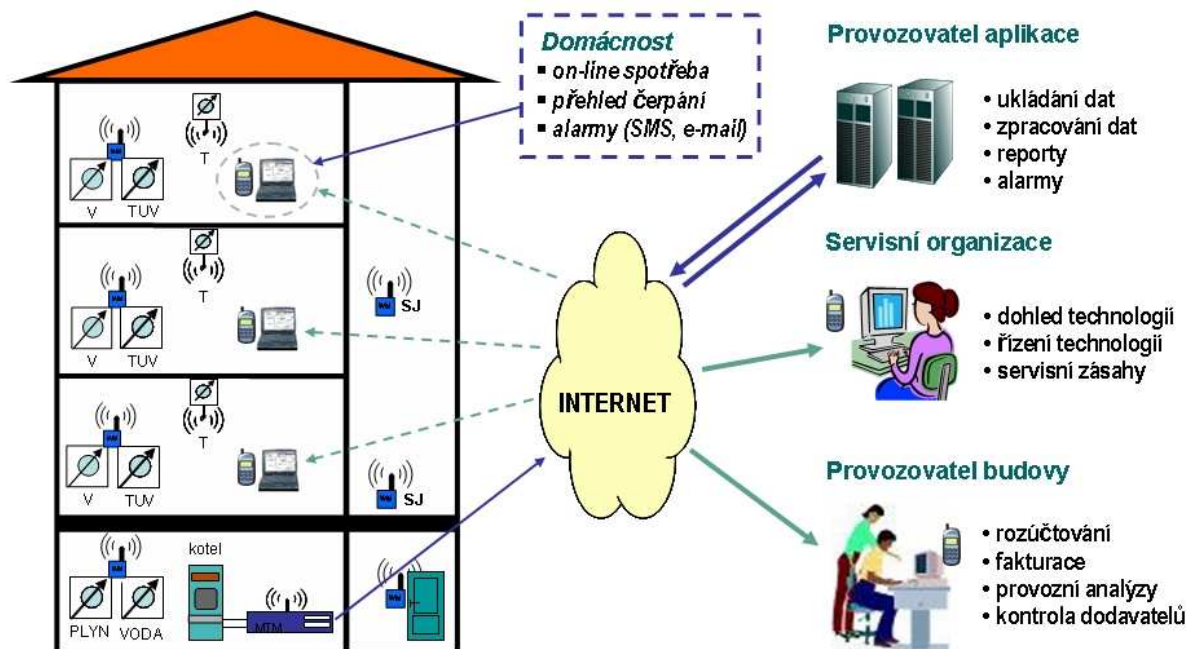 Domácnost
▪ on-line spotřeba
▪ přehled čerpání
▪ alarmy (SMS, e-mail)
Provozovatel aplikace
• ukládání dat
• zpracování dat
• reporty
• alarmy
T
V
TUV
Servisní organizace
• dohled technologií
• řízení technologií
• servisní zásahy
T
V
TUV
SJ
INTERNET
T
V
TUV
SJ
Provozovatel budovy
• rozúčtování
• fakturace
• provozní analýzy
• kontrola dodavatelů
kotel
MTM
PLYN
VODA